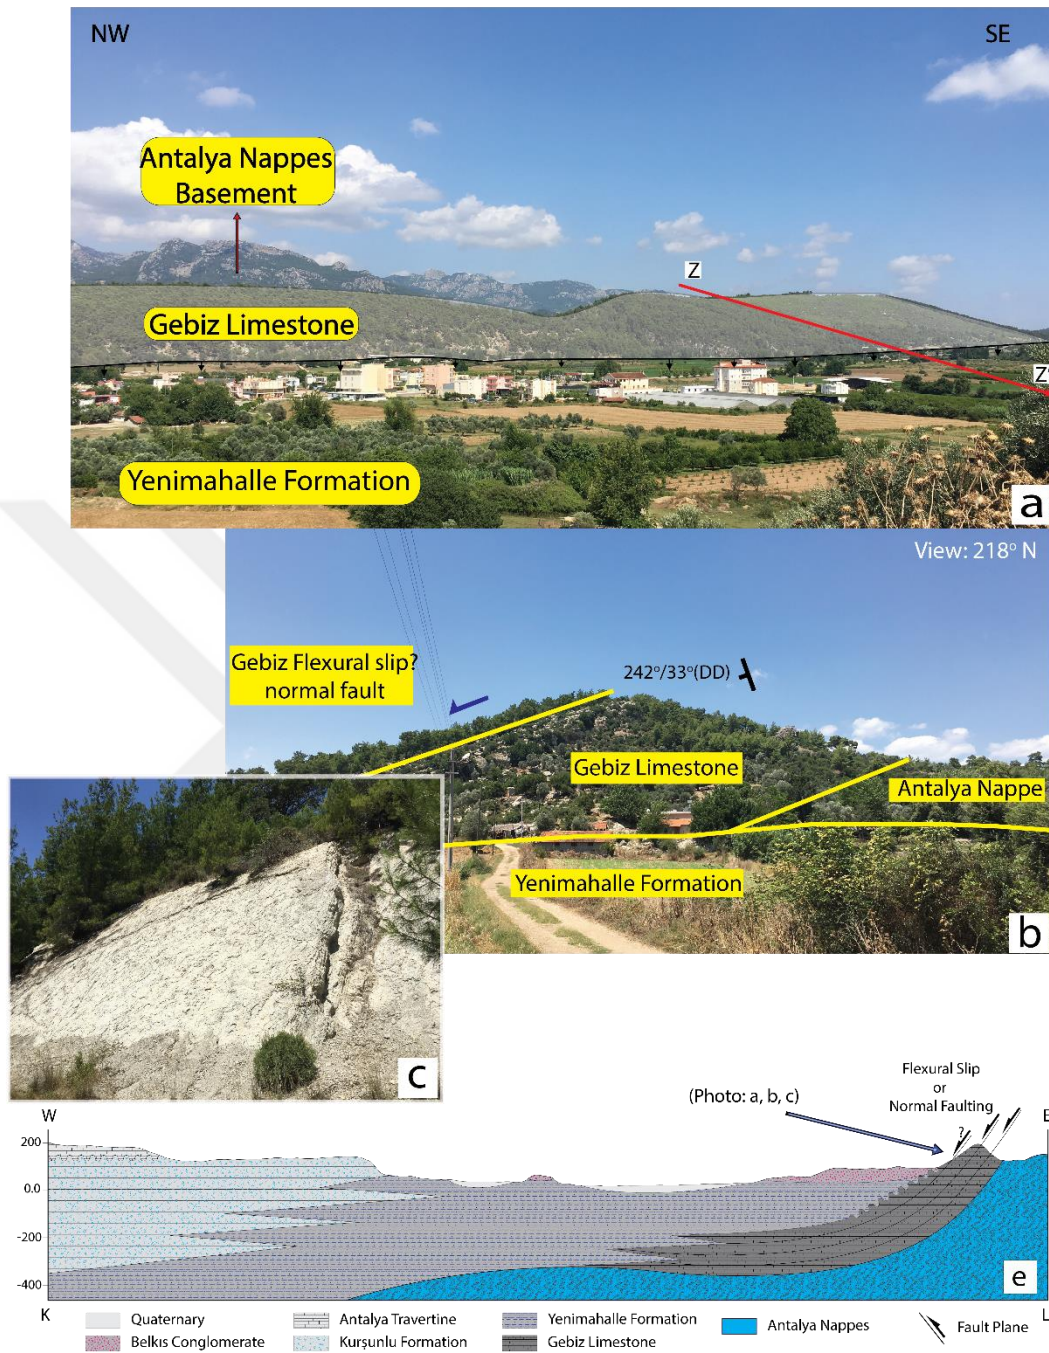 NW
SE
Antalya Nappes
Basement
Z
Gebiz Limestone
Z'
Yenimahalle Formation
a
View: 218° N
Gebiz Flexural slip?
normal fault
242°/33°(DD)
Gebiz Limestone
Antalya Nappe
Yenimahalle Formation
b
c
Flexural Slip
or
Normal Faulting
(Photo: a, b, c)
?
W
E
200
0.0
-200
-400
e
K
L
Quaternary
Antalya Travertine
Yenimahalle Formation
Antalya Nappes
Fault Plane
Belkıs Conglomerate
Kurşunlu Formation
Gebiz Limestone